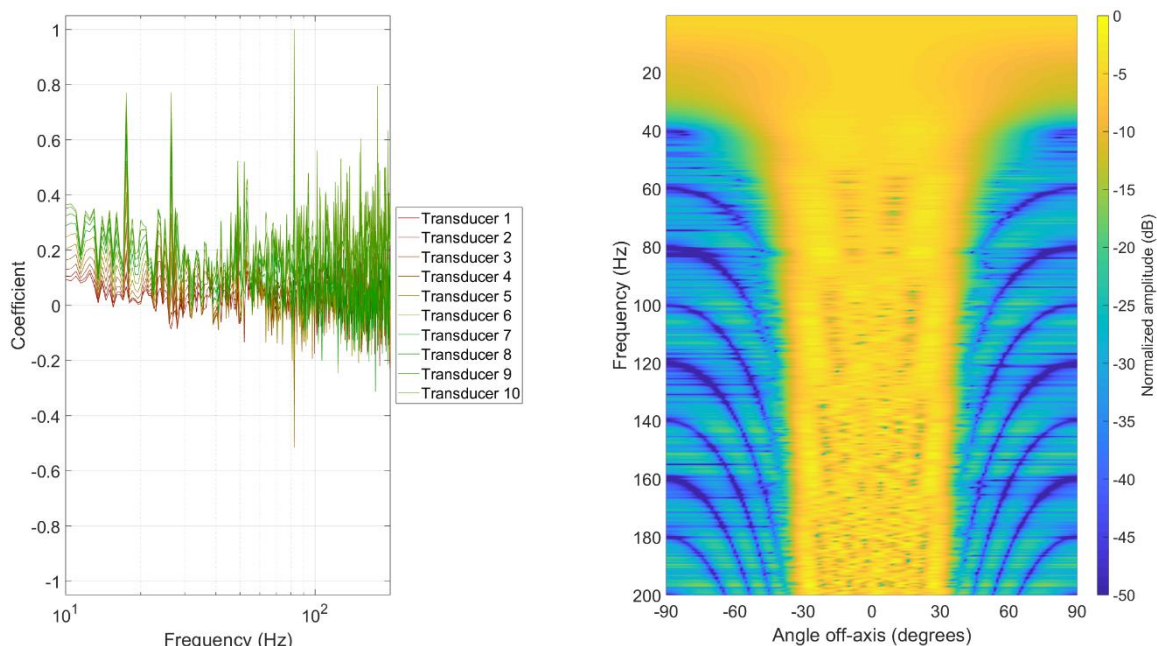 1
0.8
0.6
0.4
0.2
0
-0.2
-0.4
-0.6
-0.8
-1
Coefficient
10^1
10^2
Frequency (Hz)
Transducer 1
Transducer 2
Transducer 3
Transducer 4
Transducer 5
Transducer 6
Transducer 7
Transducer 8
Transducer 9
Transducer 10
20
40
60
80
100
120
140
160
180
200
Frequency (Hz)
-90
-60
-30
0
30
60
90
Angle off-axis (degrees)
0
-5
-10
-15
-20
-25
-30
-35
-40
-45
-50
Normalized amplitude (dB)